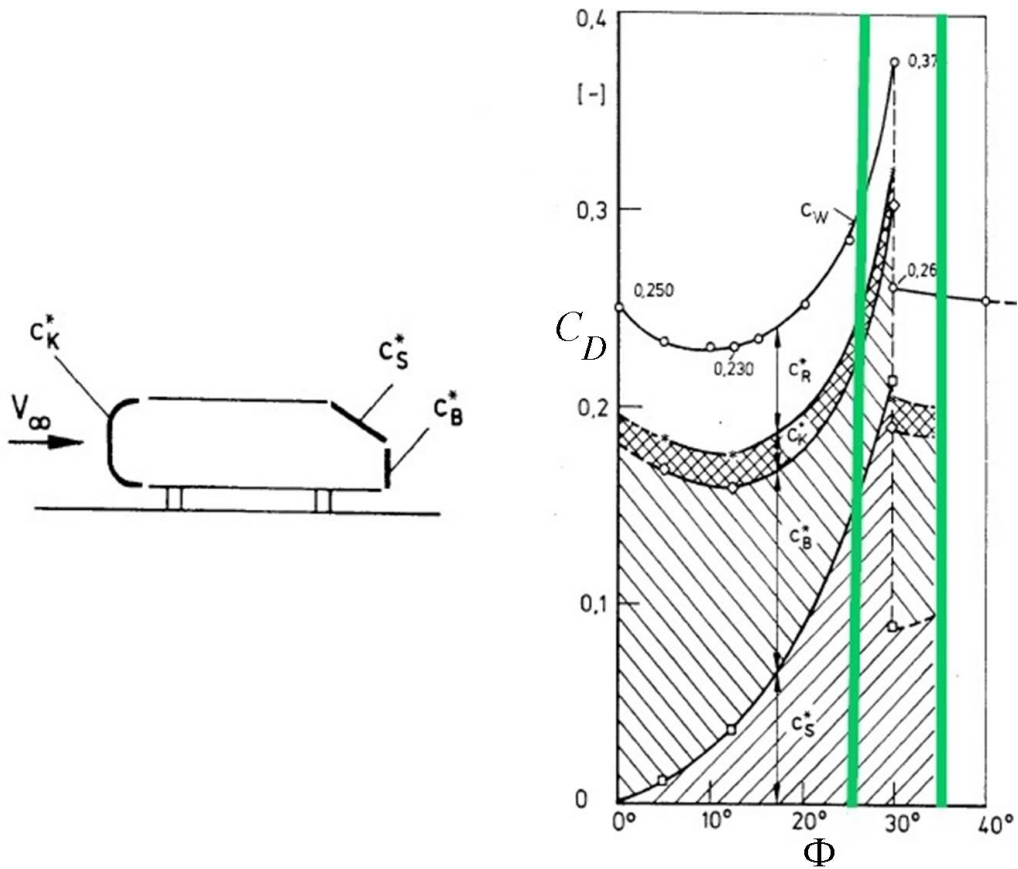 c*K
V∞
c*S
c*B
0,4
[-]
0,37
0,3
cW
0,250
0,26
CD
0,230
c*R
0,2
c*K
c*B
0,1
c*S
0
0° 10° 20° 30° 40°
Φ